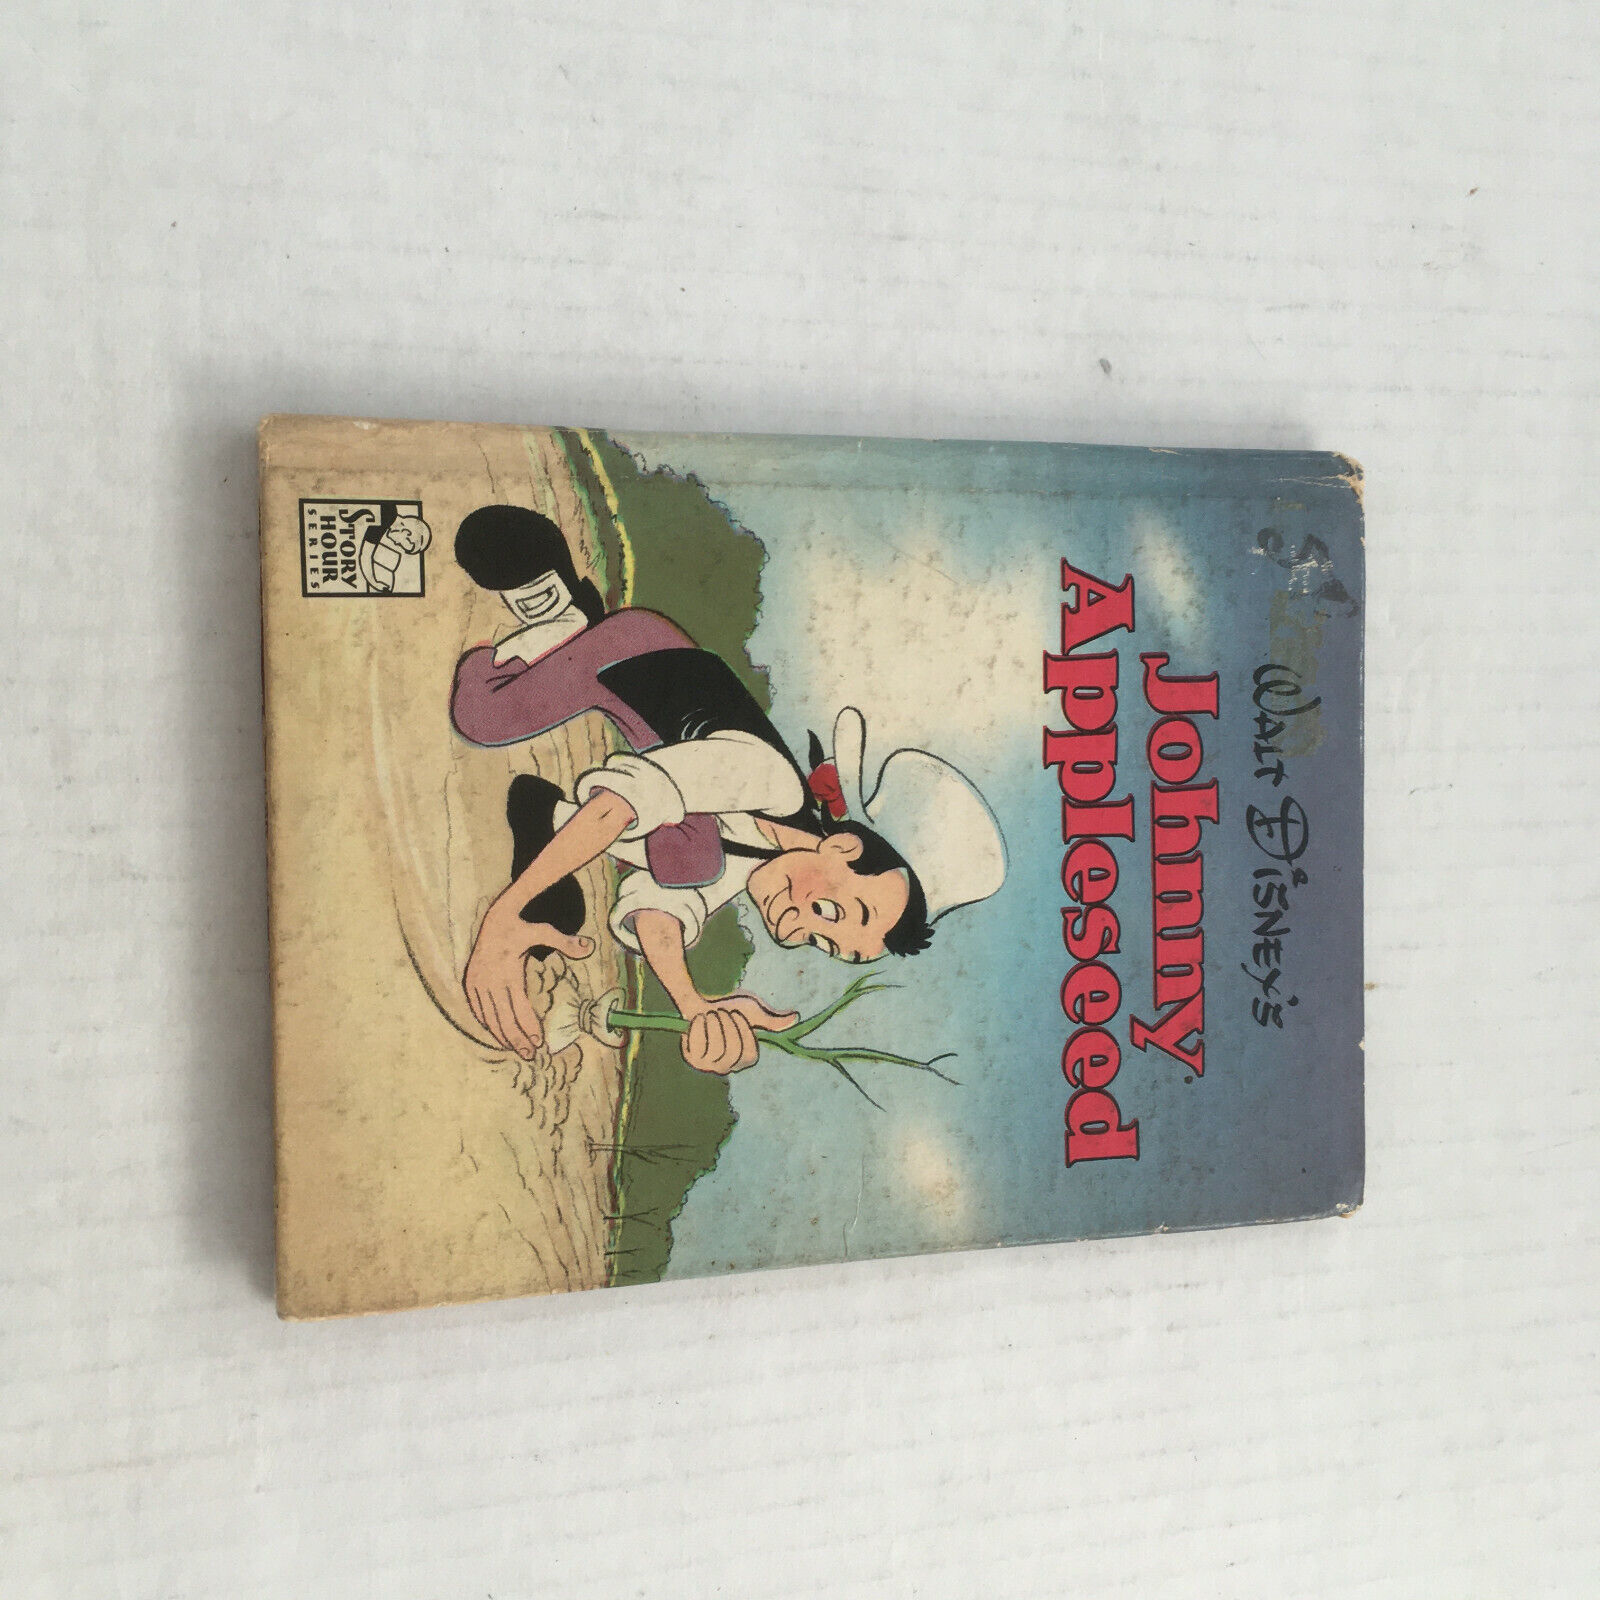 WALT DISNEY'S
Johnny
Appleseed
STORY
HOUR
SERIES